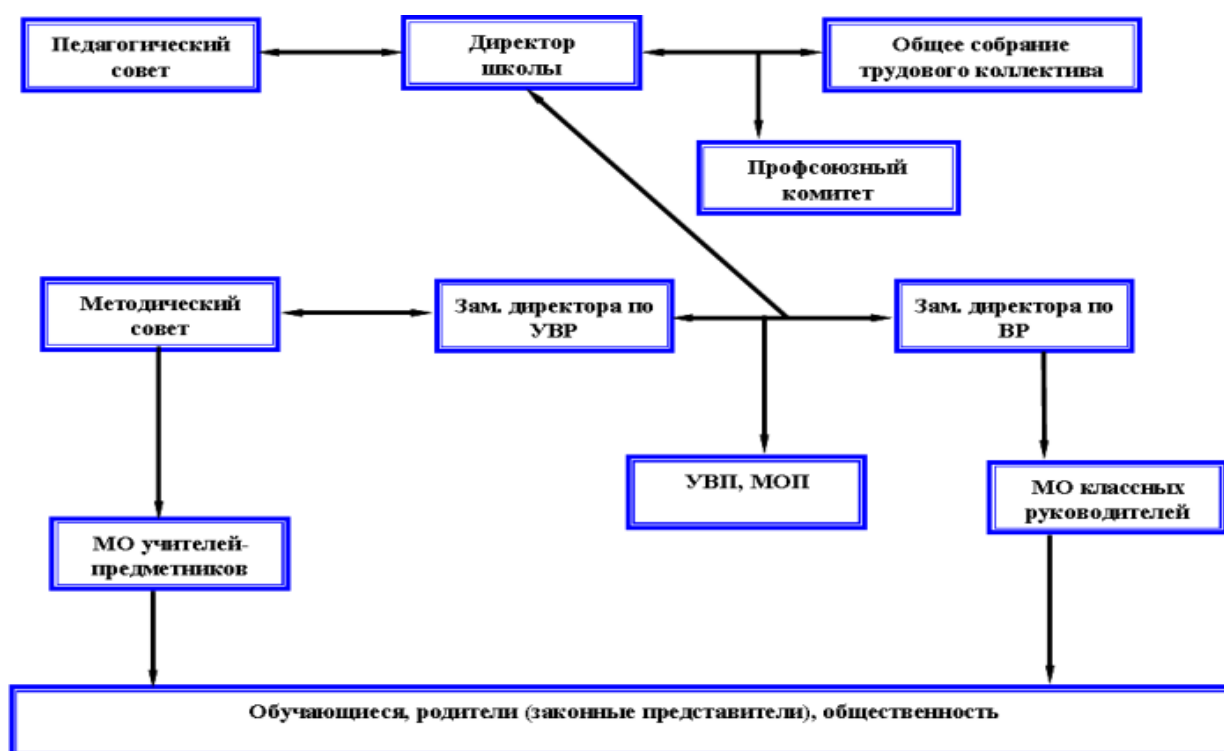 Педагогический
совет
Директор
школы
Общее собрание
трудового коллектива
Профсоюзный
комитет
Методический
совет
Зам. директора по
УВР
Зам. директора по
ВР
УВП, МОП
МО классных
руководителей
МО учителей-
предметников
Обучающиеся, родители (законные представители), общественность